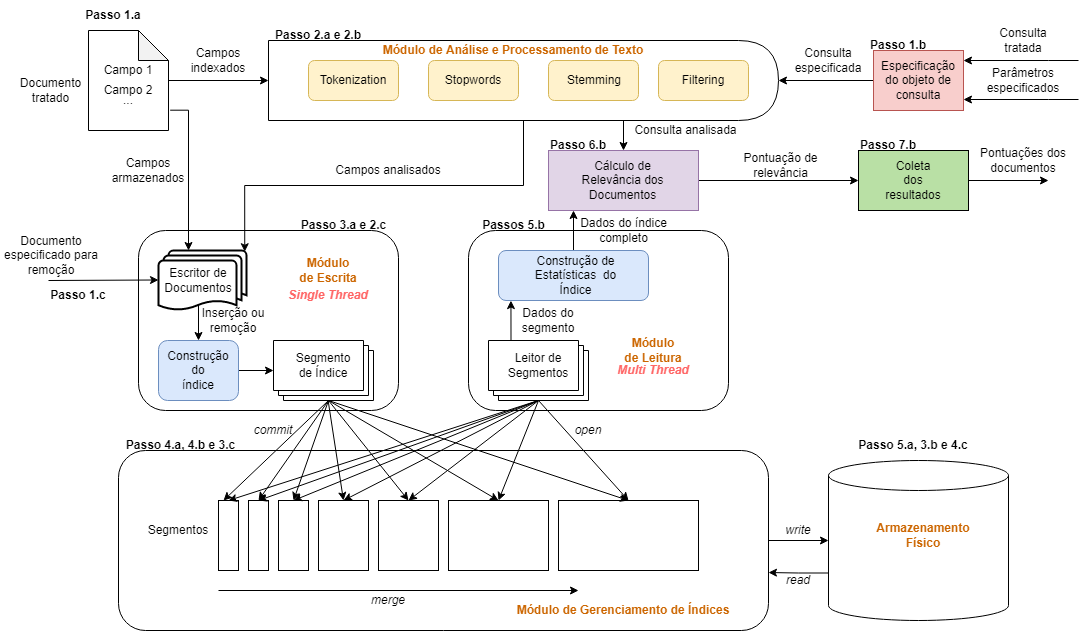 Passo 1.a
Documento
tratado
Campo 1
Campo 2
...
Campos
indexados
Passo 2.a e 2.b
Módulo de Análise e Processamento de Texto
Tokenization
Stopwords
Stemming
Filtering
Consulta
especificada
Passo 1.b
Especificação
do objeto de
consulta
Consulta
tratada
Parâmetros
especificados
Campos
armazenados
Campos analisados
Consulta analisada
Passo 6.b
Cálculo de
Relevância dos
Documentos
Pontuação de
relevância
Passo 7.b
Coleta
dos
resultados
Pontuações dos
documentos
Documento
especificado para
remoção
Passo 1.c
Passo 3.a e 2.c
Escritor de
Documentos
Módulo
de Escrita
Single Thread
Inserção ou
remoção
Construção
do
índice
Segmento
de Índice
Passos 5.b
Dados do índice
completo
Construção de
Estatísticas do
Índice
Dados do
segmento
Leitor de
Segmentos
Módulo
de Leitura
Multi Thread
commit
open
Passo 4.a, 4.b e 3.c
Segmentos
merge
Módulo de Gerenciamento de Índices
write
read
Passo 5.a, 3.b e 4.c
Armazenamento
Físico